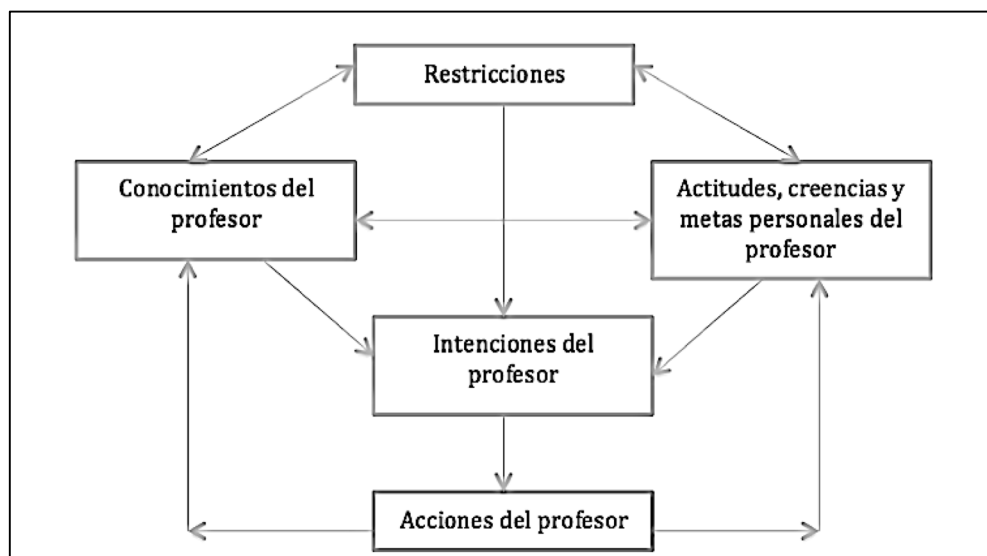 Restricciones
Conocimientos del
profesor
Actitudes, creencias y
metas personales del
profesor
Intenciones del
profesor
Acciones del profesor